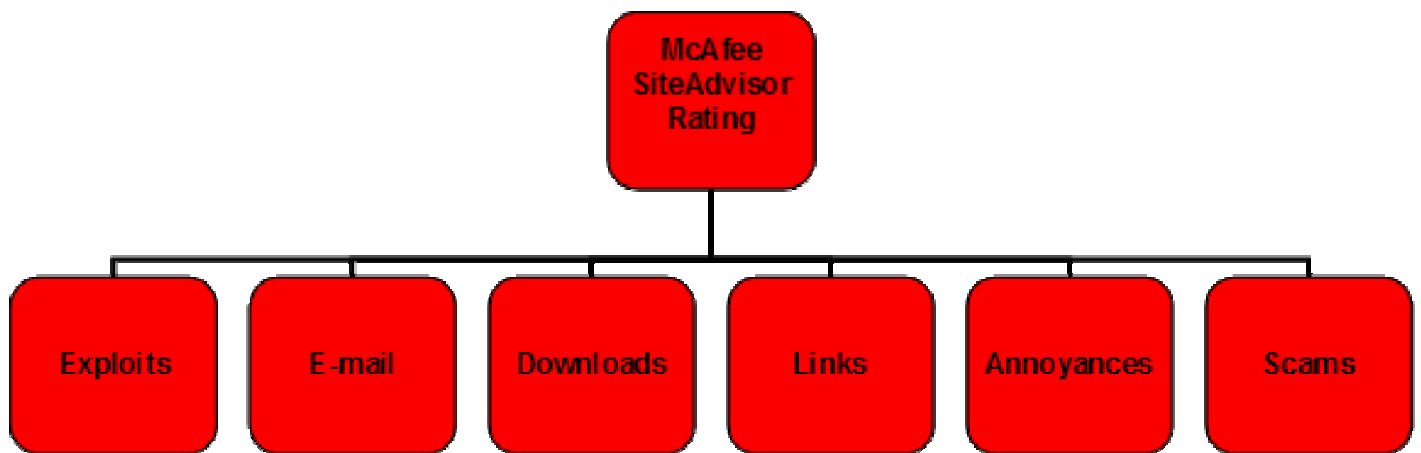 McAfee
SiteAdvisor
Rating
Exploits
E-mail
Downloads
Links
Annoyances
Scams